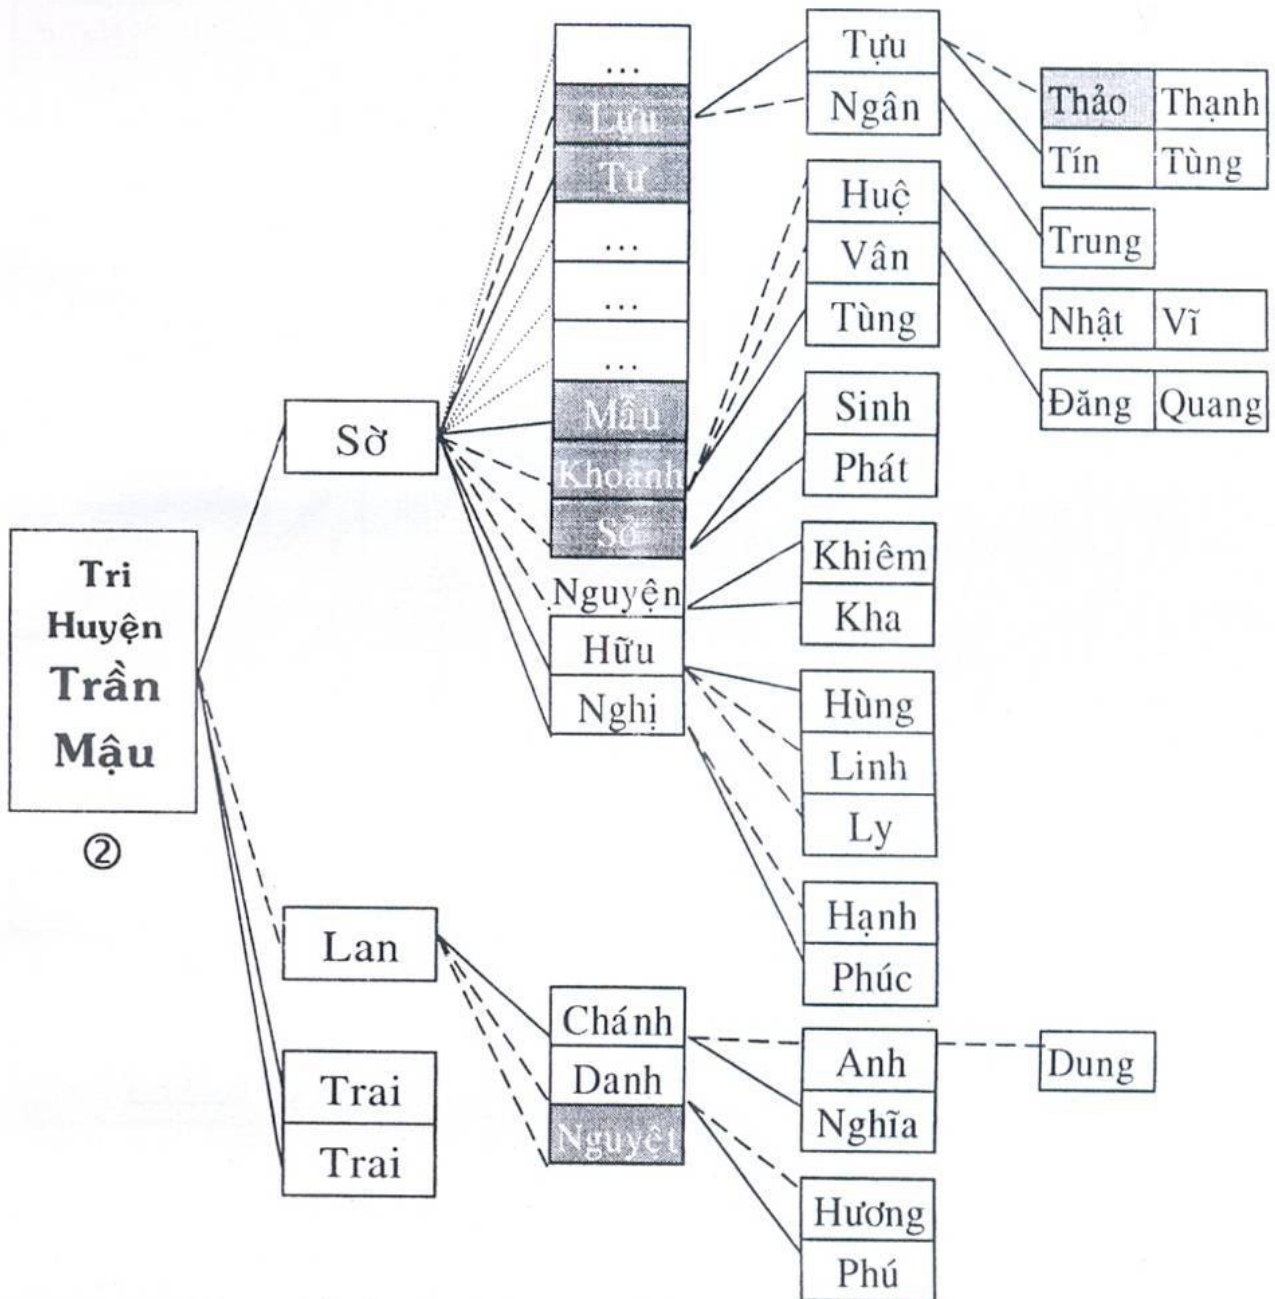 Tri
Huyện
Trần
Mậu
②
Sờ
Lan
Trai
Trai
...
Lựu
Tư
...
...
...
Mâu
Khoảnh
Sở
Nguyện
Hữu
Nghị
Chánh
Danh
Nguyệt
Tựu
Ngân
Huệ
Vân
Tùng
Sinh
Phát
Khiêm
Kha
Hùng
Linh
Ly
Hạnh
Phúc
Anh
Nghĩa
Hương
Phú
Thảo Thạnh
Tín Tùng
Trung
Nhật Vĩ
Đăng Quang
Dung